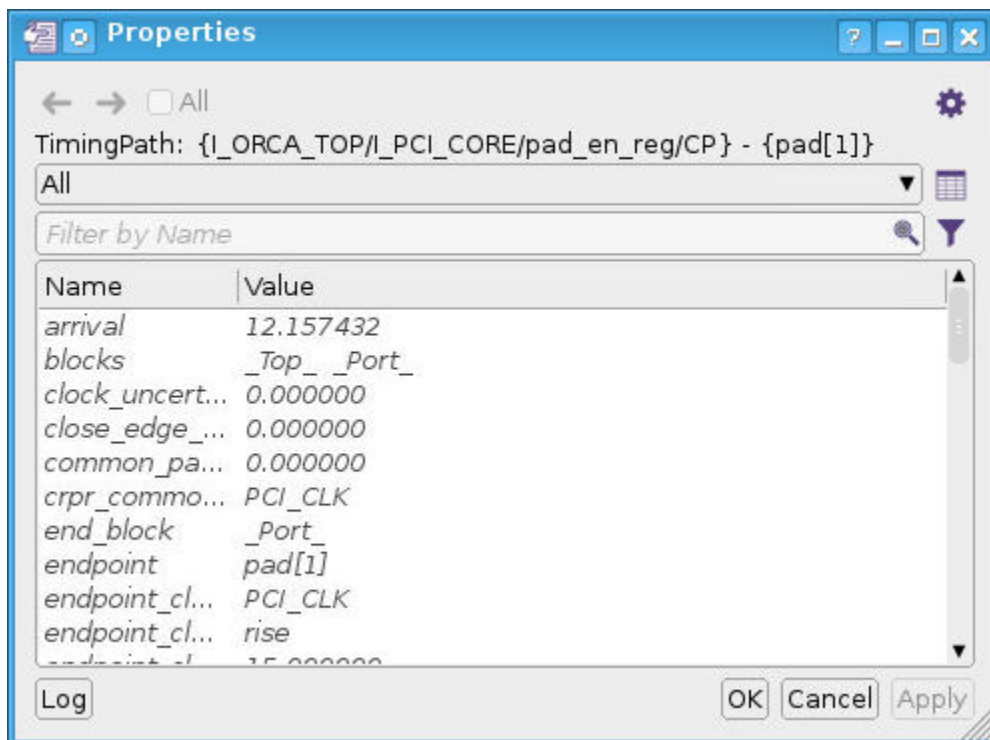 Properties
All
TimingPath: {I_ORCA_TOP/I_PCI_CORE/pad_en_reg/CP} - {pad[1]}
All
Filter by Name
Name Value
arrival 12.157432
blocks _Top_ _Port_
clock_uncert... 0.000000
close_edge_... 0.000000
common_pa... 0.000000
crpr_commo... PCI_CLK
end_block _Port_
endpoint pad[1]
endpoint_cl... PCI_CLK
endpoint_cl... rise
Log OK Cancel Apply